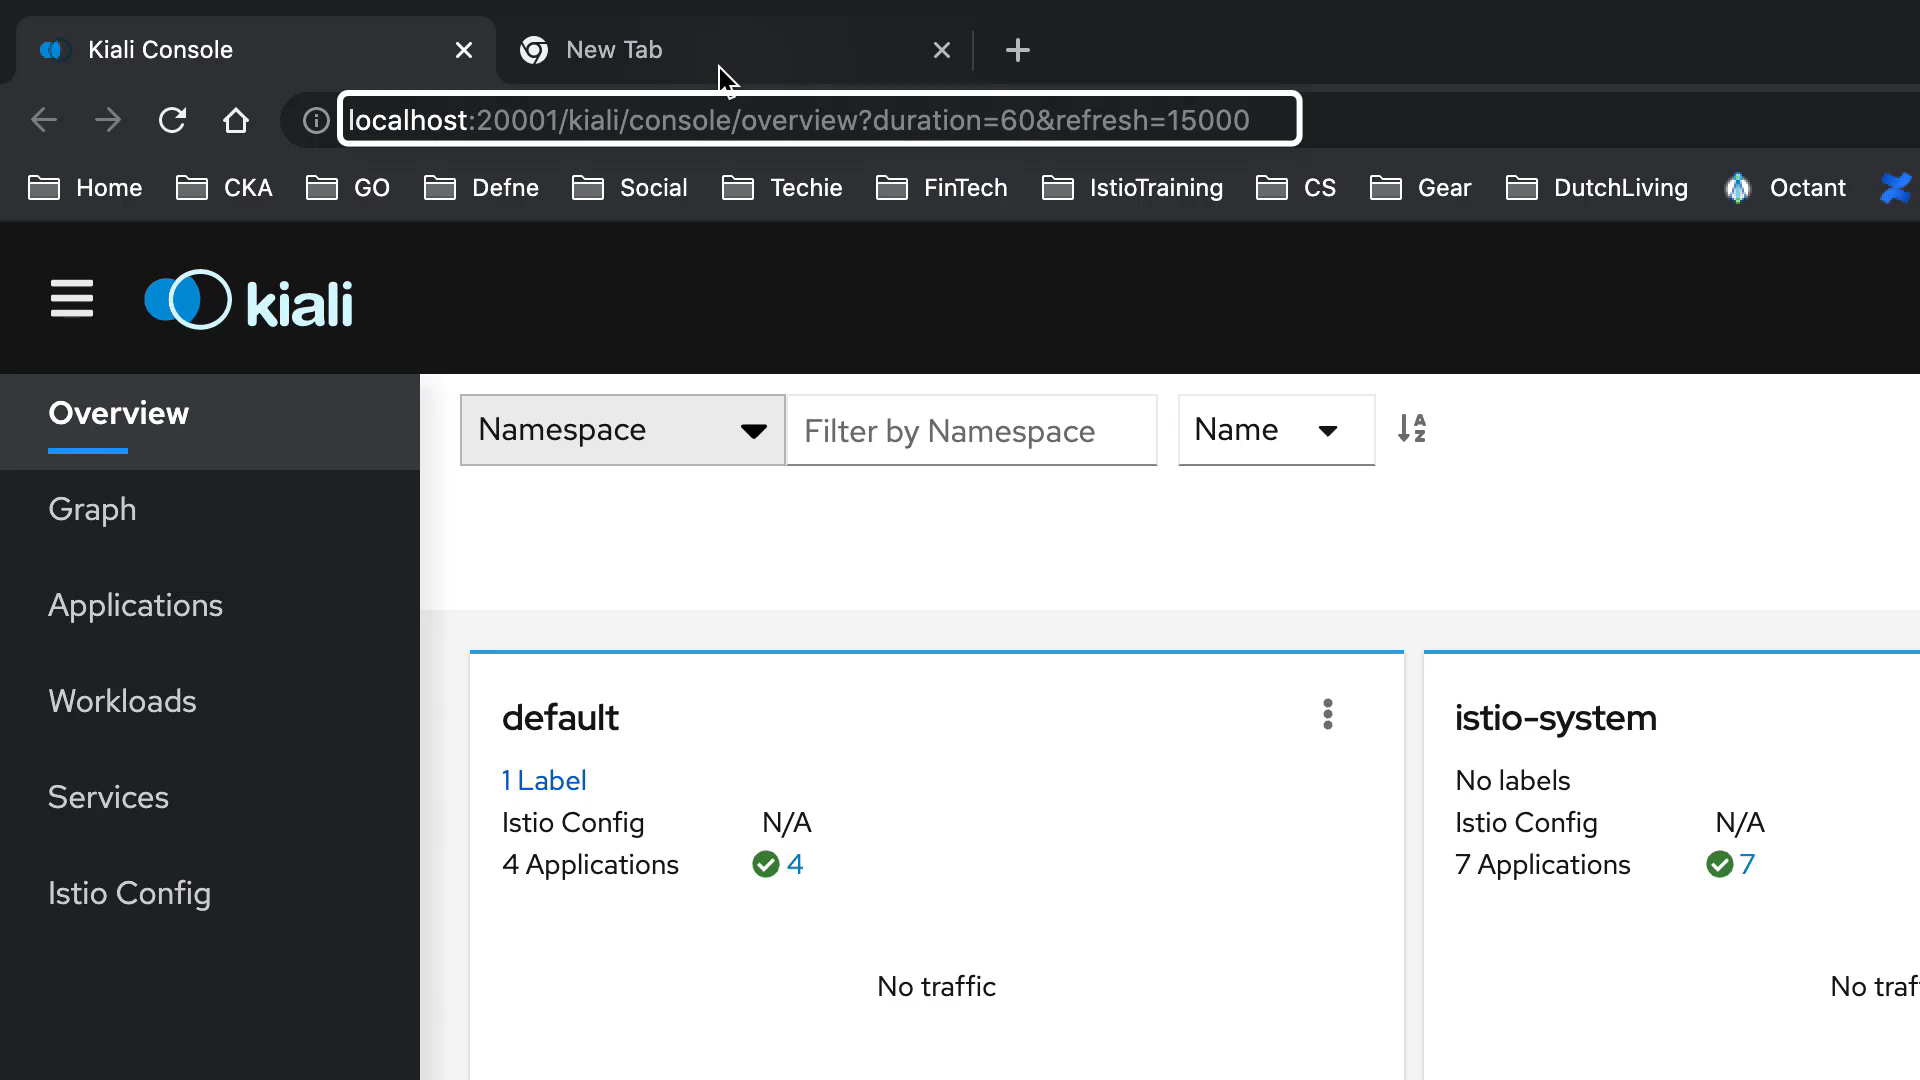 Kiali Console
New Tab
localhost:20001/kiali/console/overview?duration=60&refresh=15000
Home CKA GO Defne Social Techie FinTech IstioTraining CS Gear DutchLiving Octant
kiali
Overview
Graph
Applications
Workloads
Services
Istio Config
Namespace
Filter by Namespace
Name
default
1 Label
Istio Config N/A
4 Applications 4
No traffic
istio-system
No labels
Istio Config N/A
7 Applications 7
No traf